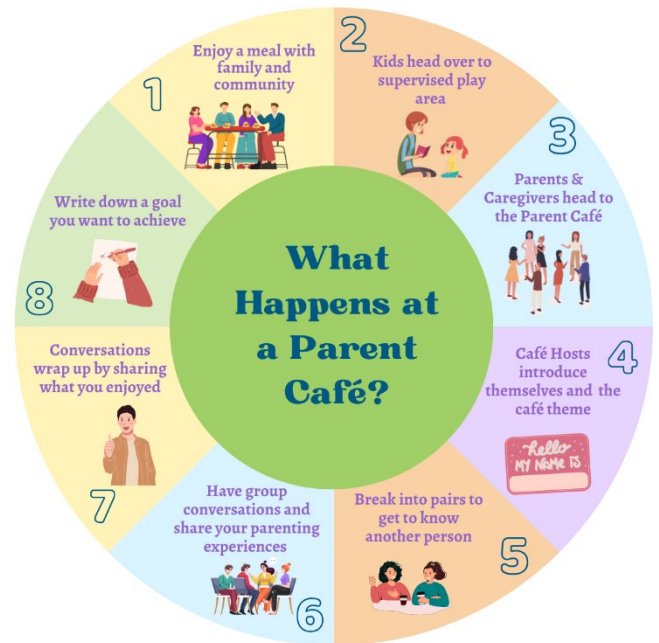 What
Happens at
a Parent
Café?
1
Enjoy a meal with
family and
community
2
Kids head over to
supervised play
area
3
Parents &
Caregivers head to
the Parent Café
4
Café Hosts
introduce
themselves and the
café theme
hello
MY NAME IS
5
Break into pairs to
get to know
another person
6
Have group
conversations and
share your parenting
experiences
7
Conversations
wrap up by sharing
what you enjoyed
8
Write down a goal
you want to achieve